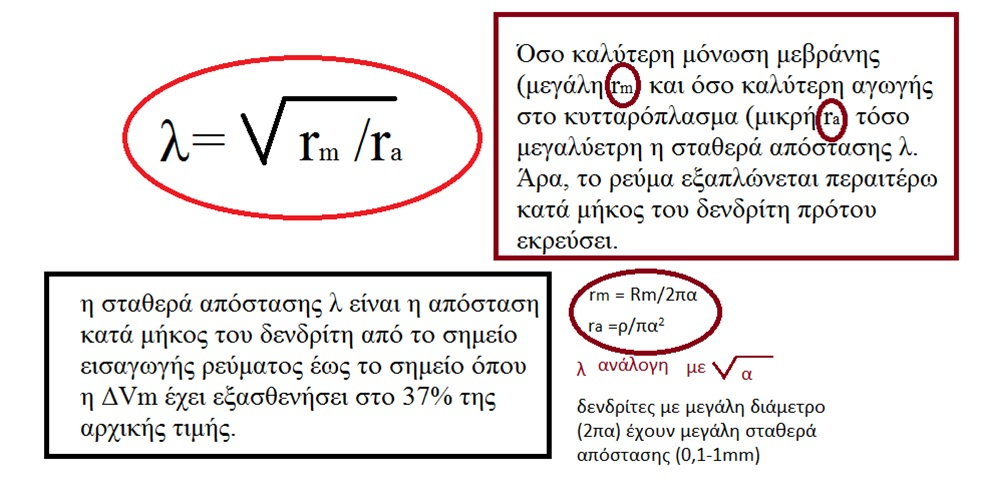 λ= √ rm /ra
Όσο καλύτερη μόνωση μεβράνης
(μεγάλη rm και όσο καλύτερη αγωγής
στο κυτταρόπλασμα (μικρή ra τόσο
μεγαλύετρη η σταθερά απόστασης λ.
Άρα, το ρεύμα εξαπλώνεται περαιτέρω
κατά μήκος του δενδρίτη πρότου
εκρεύσει.
η σταθερά απόστασης λ είναι η απόσταση
κατά μήκος του δενδρίτη από το σημείο
εισαγωγής ρεύματος έως το σημείο όπου
η ΔVm έχει εξασθενήσει στο 37% της
αρχικής τιμής.
rm = Rm/2πα
ra =ρ/πα²
λ ανάλογη με √α
δενδρίτες με μεγάλη διάμετρο
(2πα) έχουν μεγάλη σταθερά
απόστασης (0,1-1mm)